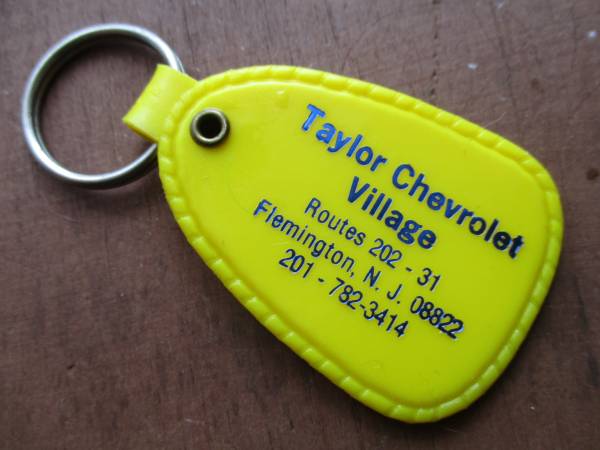 Taylor Chevrolet
Village
Routes 202 - 31
Flemington, N. J. 08822
201 - 782-3414